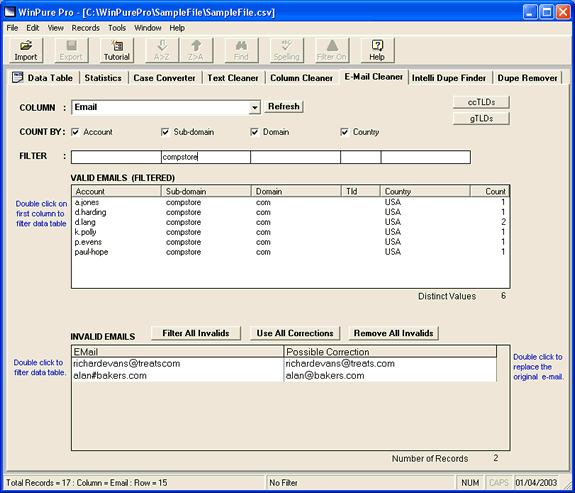 WinPure Pro - [C:\WinPurePro\SampleFile\SampleFile.csv]
File Edit View Records Tools Window Help
Import Export Tutorial A>Z Z>A Find Spelling Filter On Help
Data Table Statistics Case Converter Text Cleaner Column Cleaner E-Mail Cleaner Intelli Dupe Finder Dupe Remover
COLUMN : Email Refresh ccTLDs
gTLDs
COUNT BY : Account Sub-domain Domain Country
FILTER : compstore
VALID EMAILS (FILTERED)
Double click on
first column to
filter data table
Account Sub-domain Domain Tld Country Count
a.jones compstore com USA 1
d.harding compstore com USA 1
d.lang compstore com USA 2
k.polly compstore com USA 1
p.evens compstore com USA 1
paul-hope compstore com USA 1
Distinct Values 6
INVALID EMAILS Filter All Invalids Use All Corrections Remove All Invalids
Double click to
filter data table.
EMail Possible Correction
richardevans@treatscom richardevans@treats.com
alan#bakers.com alan@bakers.com
Double click to
replace the
original e-mail.
Number of Records 2
Total Records = 17 : Column = Email : Row = 15 No Filter NUM CAPS 01/04/2003